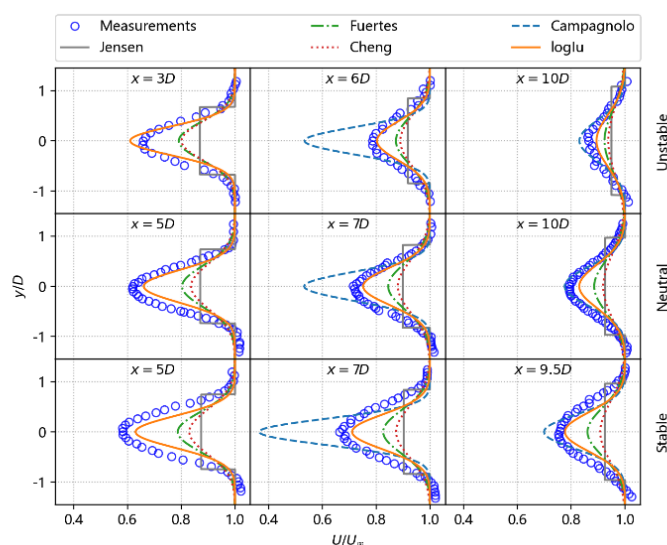 Measurements Fuertes Campagnolo
Jensen Cheng loglu
x = 3D x = 6D x = 10D
1
0
-1
Unstable
x = 5D x = 7D x = 10D
1
0
-1
y/D
Neutral
x = 5D x = 7D x = 9.5D
1
0
-1
Stable
0.4 0.6 0.8 1.0 0.4 0.6 0.8 1.0 0.4 0.6 0.8 1.0
U/U∞